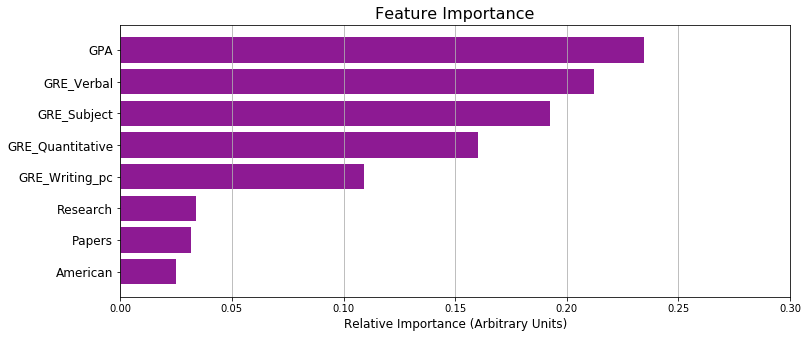 Feature Importance
GPA
GRE_Verbal
GRE_Subject
GRE_Quantitative
GRE_Writing_pc
Research
Papers
American
0.00 0.05 0.10 0.15 0.20 0.25 0.30
Relative Importance (Arbitrary Units)